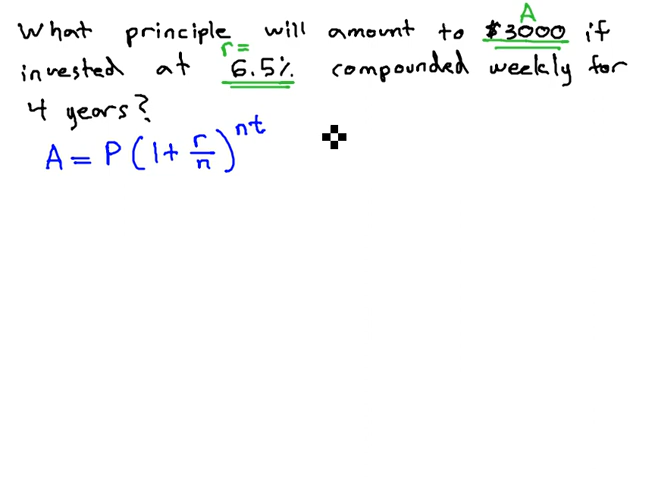 What principle will amount to $3000 if
A
r =
invested at 6.5% compounded weekly for
4 years?
A = P(1 + r/n)^nt